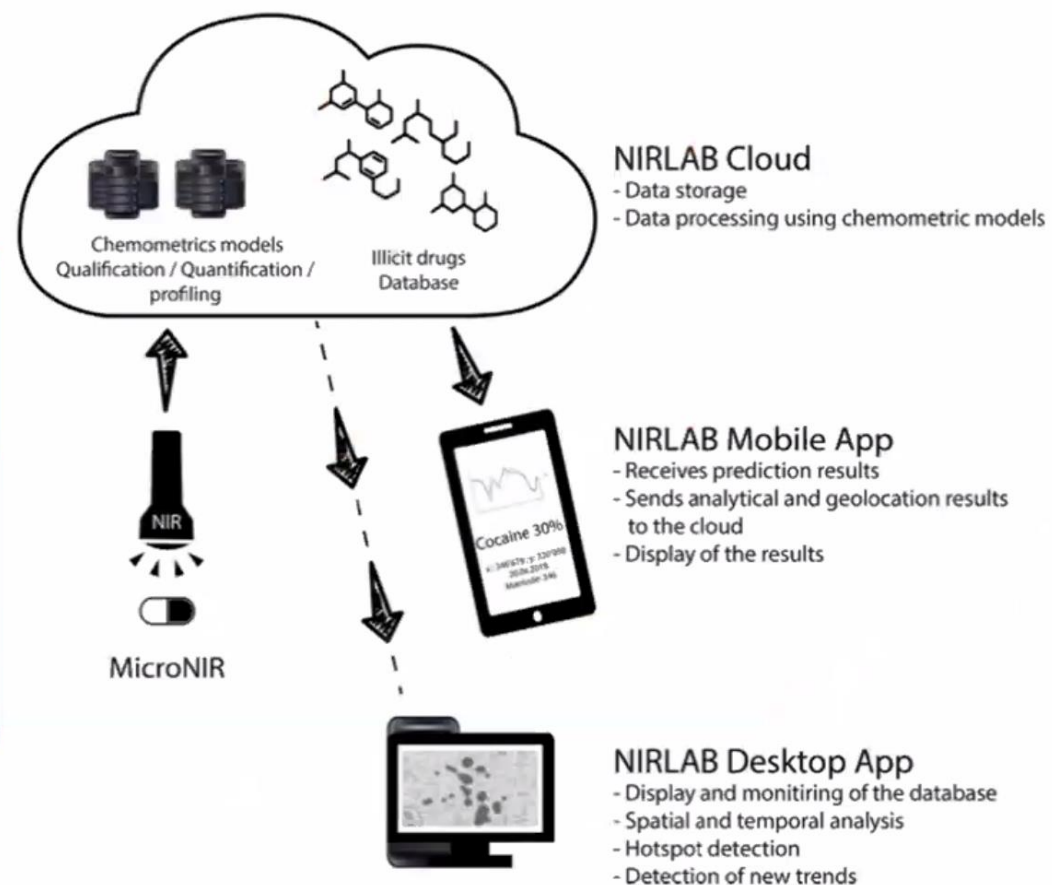 NIRLAB Cloud
- Data storage
- Data processing using chemometric models
Chemometrics models
Qualification / Quantification /
profiling
Illicit drugs
Database
NIRLAB Mobile App
- Receives prediction results
- Sends analytical and geolocation results
to the cloud
- Display of the results
Cocaine 30%
NIR
MicroNIR
NIRLAB Desktop App
- Display and monitiring of the database
- Spatial and temporal analysis
- Hotspot detection
- Detection of new trends